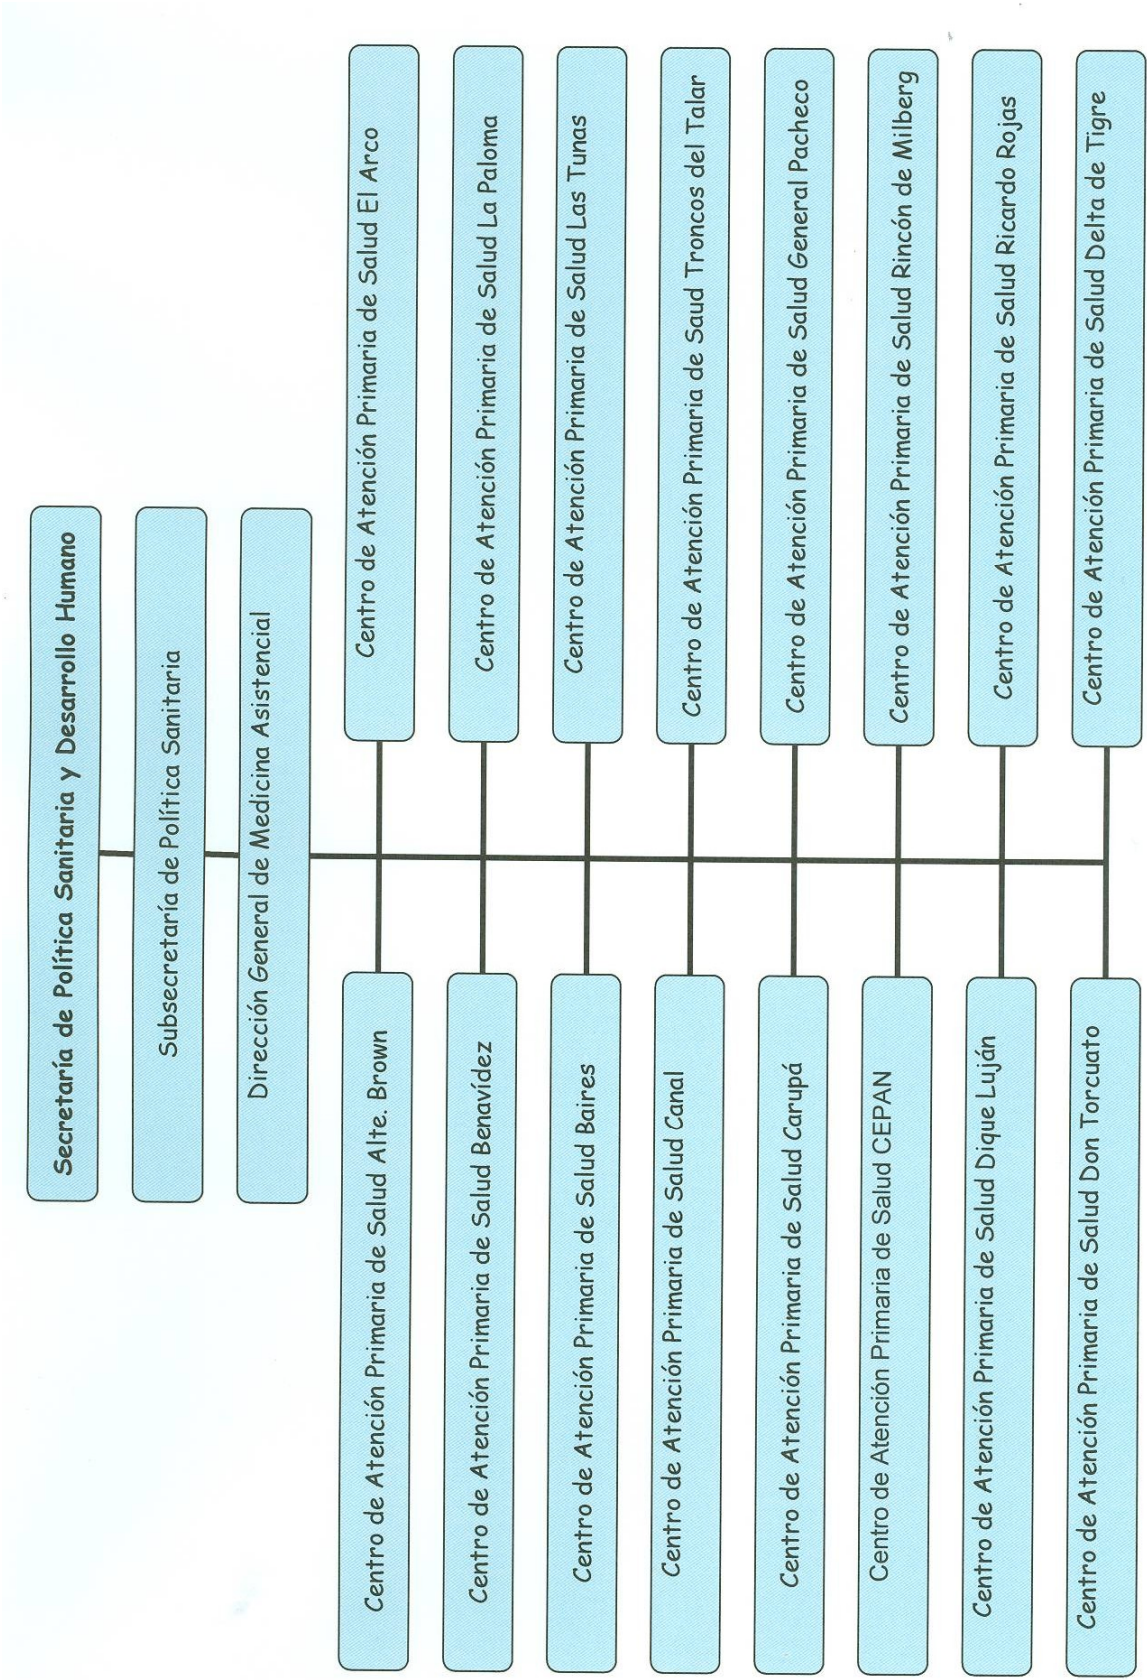 Secretaría de Política Sanitaria y Desarrollo Humano
Subsecretaría de Política Sanitaria
Dirección General de Medicina Asistencial
Centro de Atención Primaria de Salud Alte. Brown
Centro de Atención Primaria de Salud El Arco
Centro de Atención Primaria de Salud Benavídez
Centro de Atención Primaria de Salud La Paloma
Centro de Atención Primaria de Salud Baires
Centro de Atención Primaria de Salud Las Tunas
Centro de Atención Primaria de Salud Canal
Centro de Atención Primaria de Saud Troncos del Talar
Centro de Atención Primaria de Salud Carupá
Centro de Atención Primaria de Salud General Pacheco
Centro de Atención Primaria de Salud CEPAN
Centro de Atención Primaria de Salud Rincón de Milberg
Centro de Atención Primaria de Salud Dique Luján
Centro de Atención Primaria de Salud Ricardo Rojas
Centro de Atención Primaria de Salud Don Torcuato
Centro de Atención Primaria de Salud Delta de Tigre